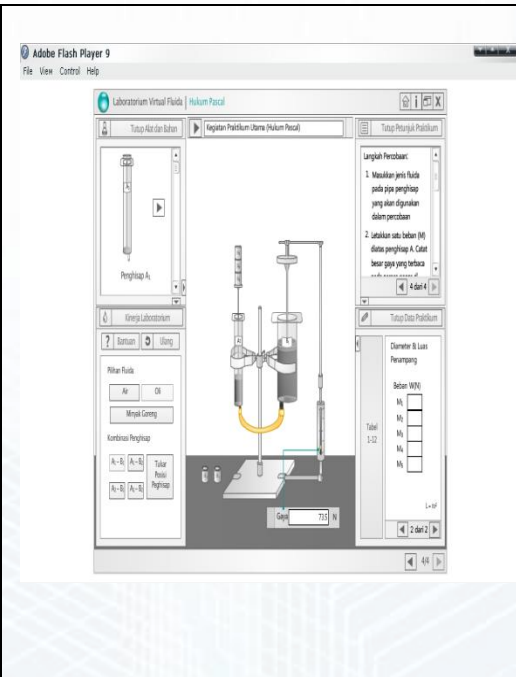 Adobe Flash Player 9
File View Control Help
Laboratorium Virtual Fluida | Hukum Pascal
Tutup Alat dan Bahan
Kegiatan Praktikum Utama (Hukum Pascal)
Tutup Petunjuk Praktikum
Penghisap A₁
Langkah Percobaan:
1. Masukkan jenis fluida
pada pipa penghisap
yang akan digunakan
dalam percobaan
2. Letakkan satu beban (M)
diatas penghisap A. Catat
besar gaya yang terbaca
4 dari 4
Kinerja Laboratorium
? Bantuan Ulang
Pilihan Fluida
Air Oli
Minyak Goreng
Kombinasi Penghisap
Tukar
Posisi
Peghisap
Gaya 735 N
Tutup Data Praktikum
Diameter & Luas
Penampang
Beban W(N)
M₁
M₂
M₃
M₄
M₅
Tabel
1-12
2 dari 2
4/4